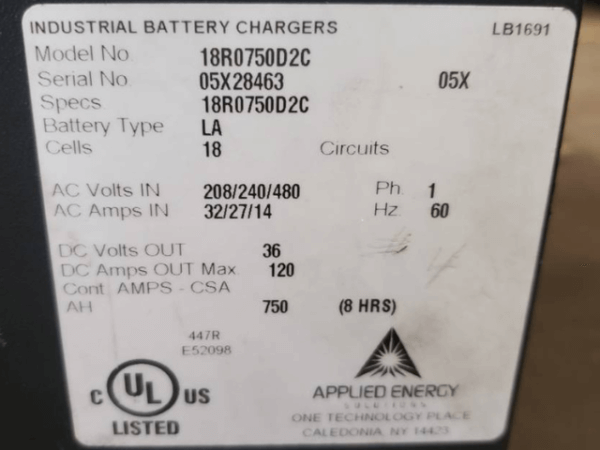 INDUSTRIAL BATTERY CHARGERS LB1691
Model No 18R0750D2C
Serial No 05X28463 05X
Specs 18R0750D2C
Battery Type LA
Cells 18 Circuits
AC Volts IN 208/240/480 Ph 1
AC Amps IN 32/27/14 Hz 60
DC Volts OUT 36
DC Amps OUT Max 120
Cont AMPS - CSA
AH 750 (8 HRS)
447R
E52098
C UL US
LISTED
APPLIED ENERGY
SOLUTIONS
ONE TECHNOLOGY PLACE
CALEDONIA, NY 14423